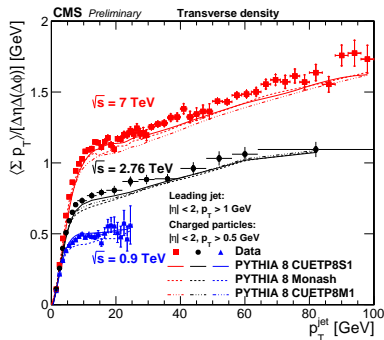 CMS Preliminary Transverse density
⟨Σ p_T⟩/[ΔηΔ(Δϕ)] [GeV]
2
1.5
1
0.5
0
√s = 7 TeV
√s = 2.76 TeV
√s = 0.9 TeV
Leading jet:
|η| < 2, p_T > 1 GeV
Charged particles:
|η| < 2, p_T > 0.5 GeV
Data
PYTHIA 8 CUETP8S1
PYTHIA 8 Monash
PYTHIA 8 CUETP8M1
0 20 40 60 80 100
p_T^jet [GeV]